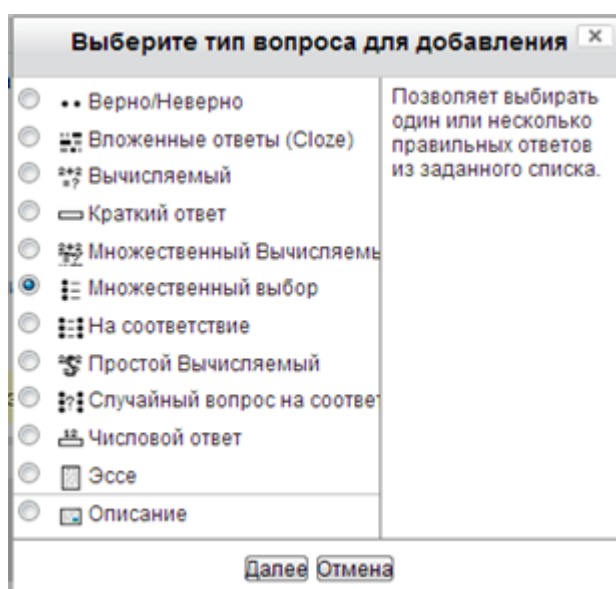 Выберите тип вопроса для добавления
Верно/Неверно
Вложенные ответы (Cloze)
Вычисляемый
Краткий ответ
Множественный Вычисляемы
Множественный выбор
На соответствие
Простой Вычисляемый
Случайный вопрос на соответ
Числовой ответ
Эссе
Описание
Позволяет выбирать
один или несколько
правильных ответов
из заданного списка.
Далее Отмена